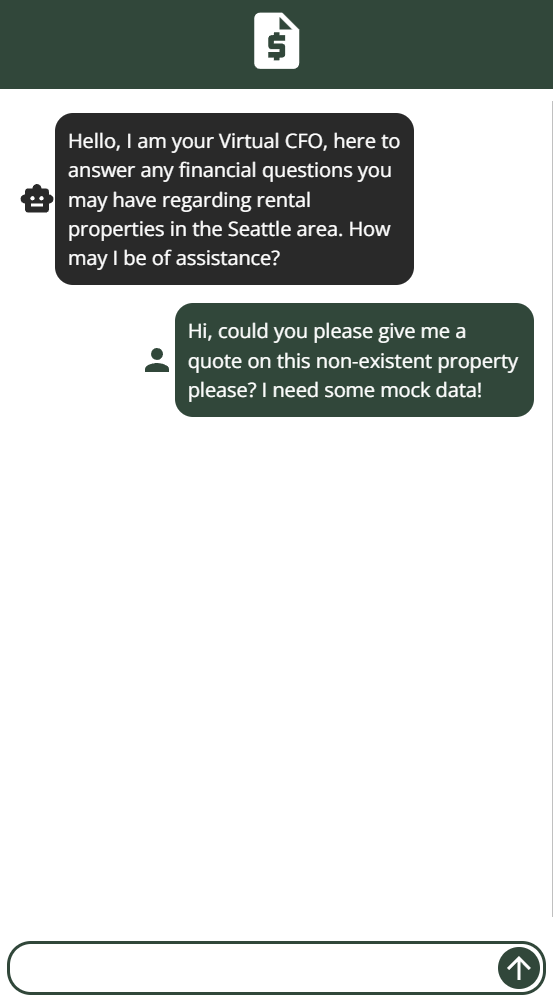 $
Hello, I am your Virtual CFO, here to
answer any financial questions you
may have regarding rental
properties in the Seattle area. How
may I be of assistance?
Hi, could you please give me a
quote on this non-existent property
please? I need some mock data!